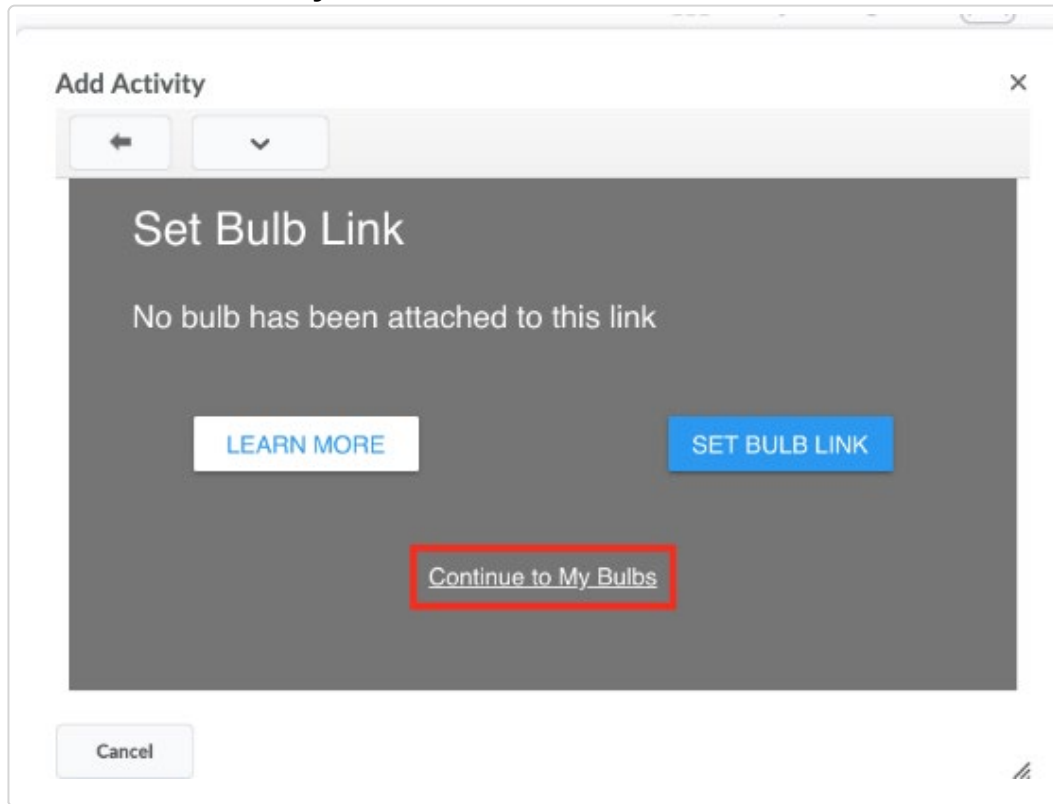 Add Activity
Set Bulb Link
No bulb has been attached to this link
LEARN MORE
SET BULB LINK
Continue to My Bulbs
Cancel